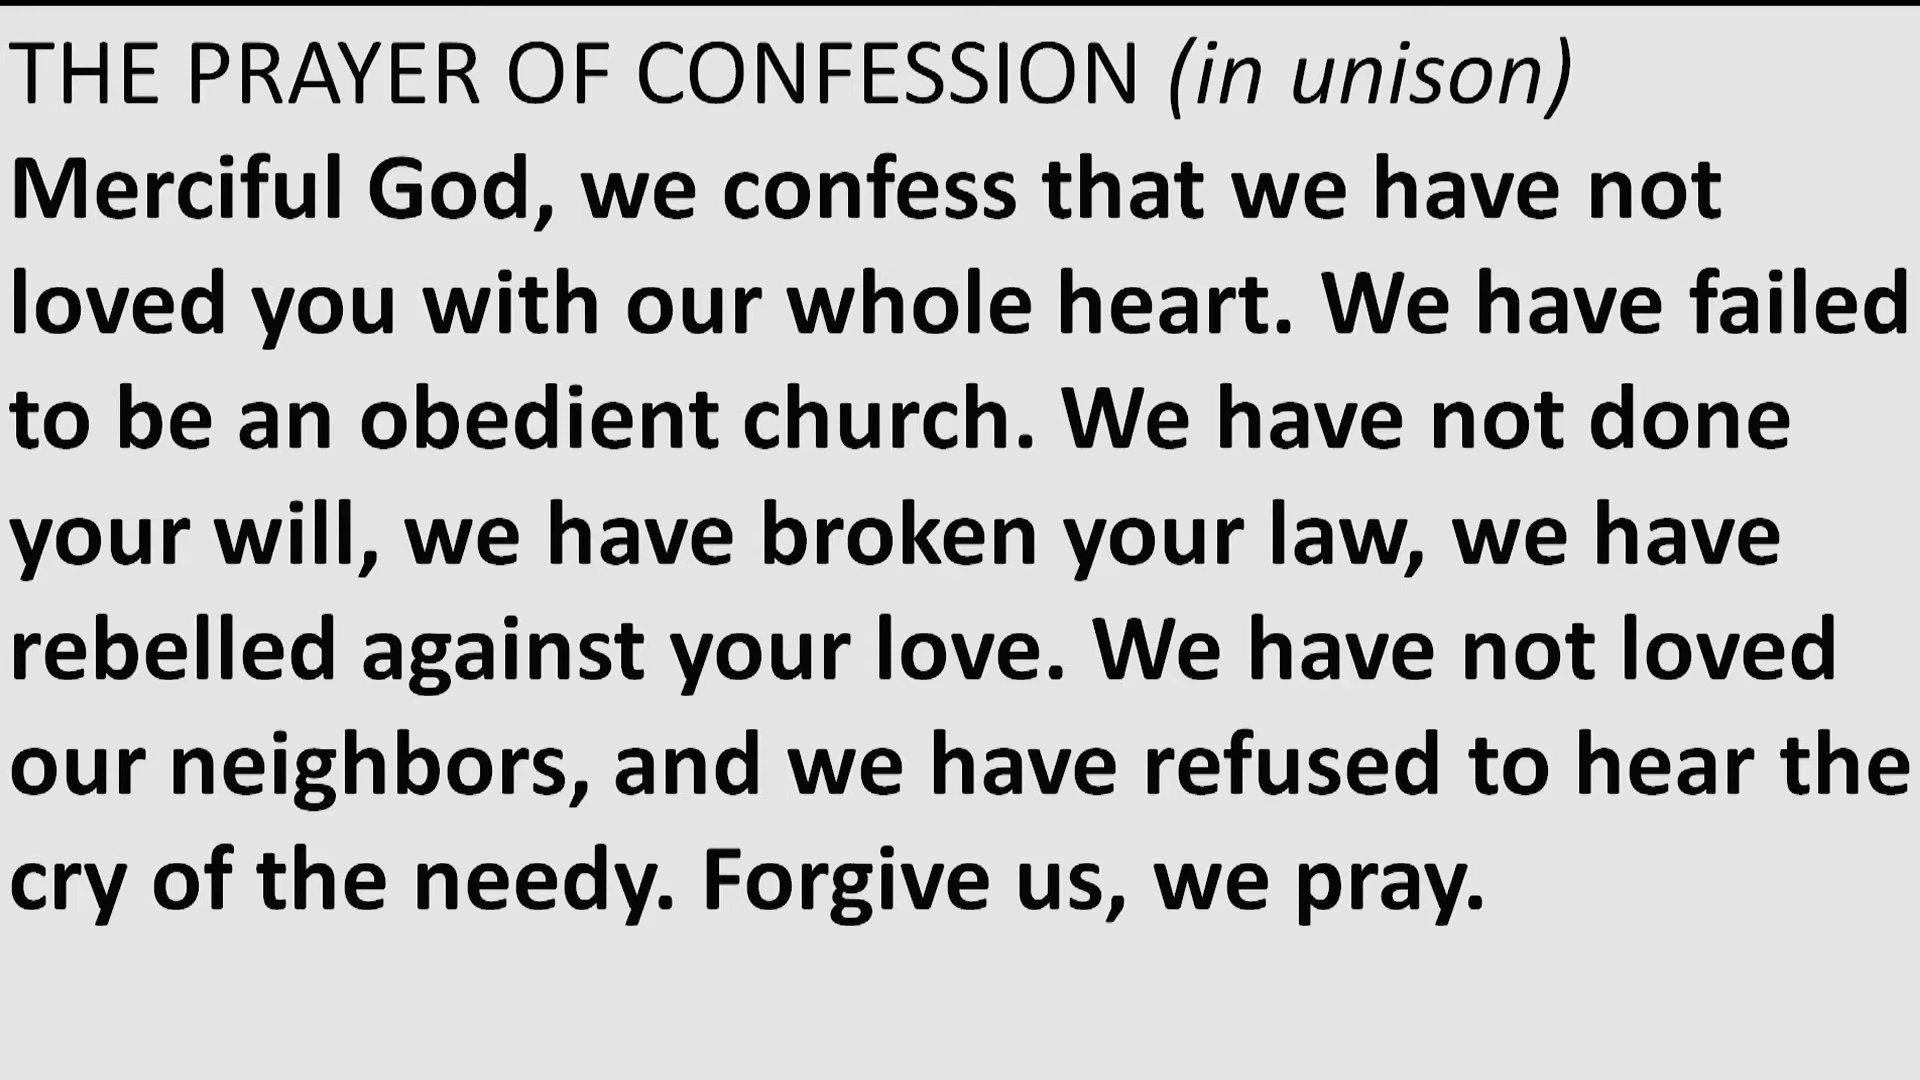 THE PRAYER OF CONFESSION (in unison)
Merciful God, we confess that we have not
loved you with our whole heart. We have failed
to be an obedient church. We have not done
your will, we have broken your law, we have
rebelled against your love. We have not loved
our neighbors, and we have refused to hear the
cry of the needy. Forgive us, we pray.